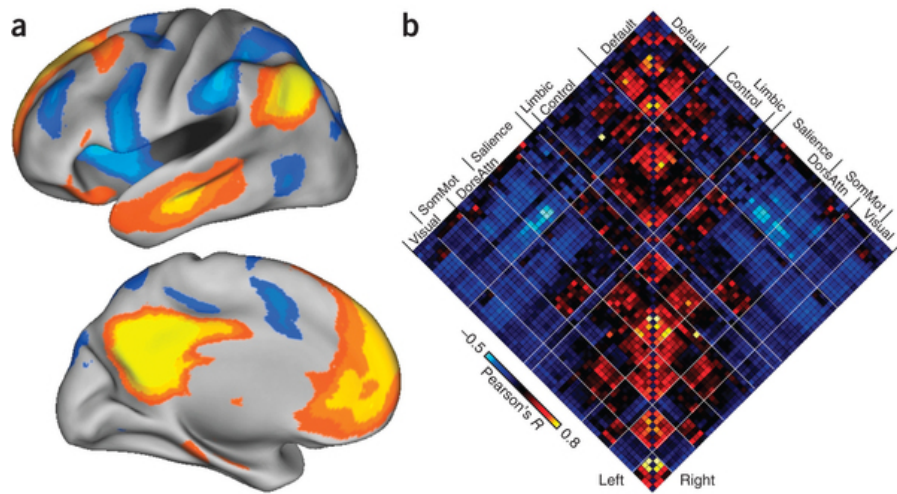 a
b
Default
Default
Limbic
Control
Salience
DorsAttn
SomMot
Visual
Limbic
Control
Salience
DorsAttn
SomMot
Visual
–0.5
Pearson's R
0.8
Left
Right